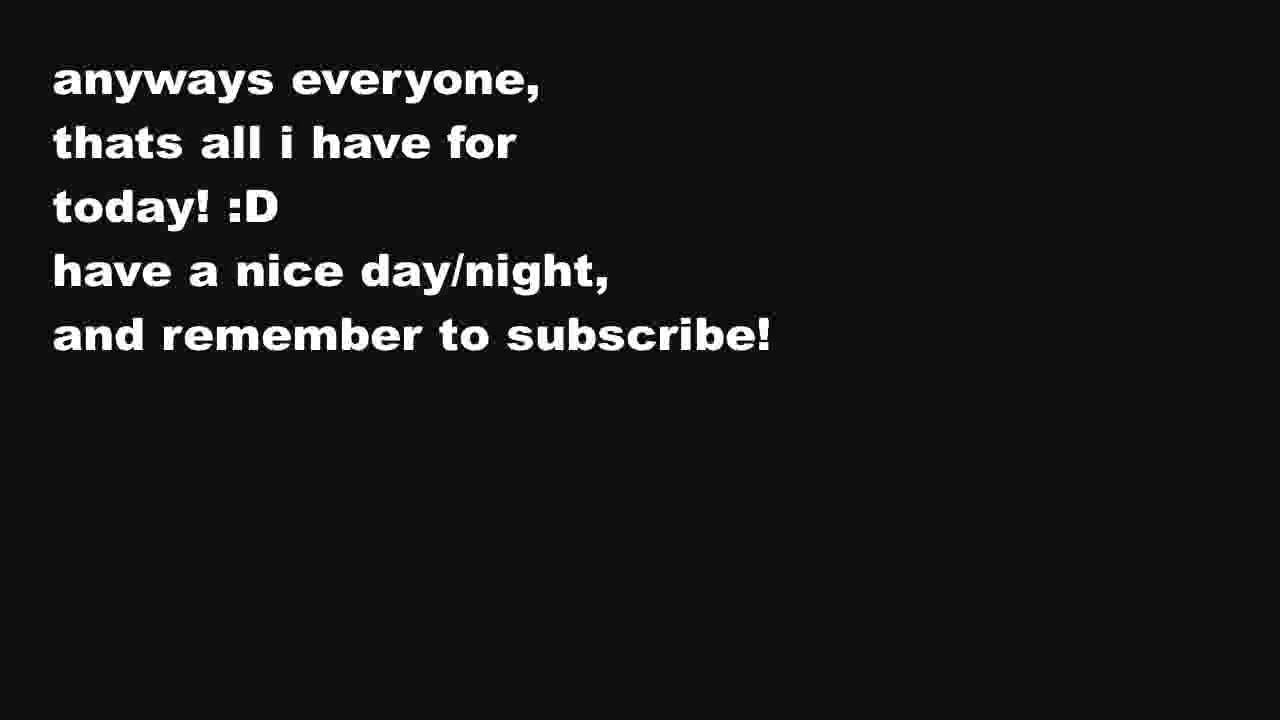 anyways everyone,
thats all i have for
today! :D
have a nice day/night,
and remember to subscribe!